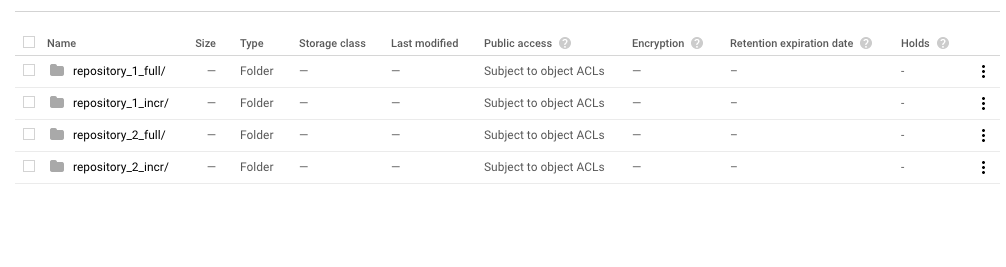 Name Size Type Storage class Last modified Public access ? Encryption ? Retention expiration date ? Holds ?
repository_1_full/ — Folder — — Subject to object ACLs — – -
repository_1_incr/ — Folder — — Subject to object ACLs — – -
repository_2_full/ — Folder — — Subject to object ACLs — – -
repository_2_incr/ — Folder — — Subject to object ACLs — – -